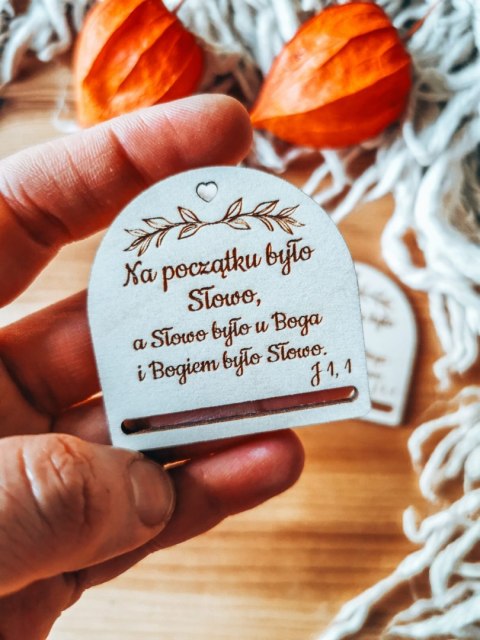 Na początku było
Słowo,
a Słowo było u Boga
i Bogiem było Słowo.
J 1, 1